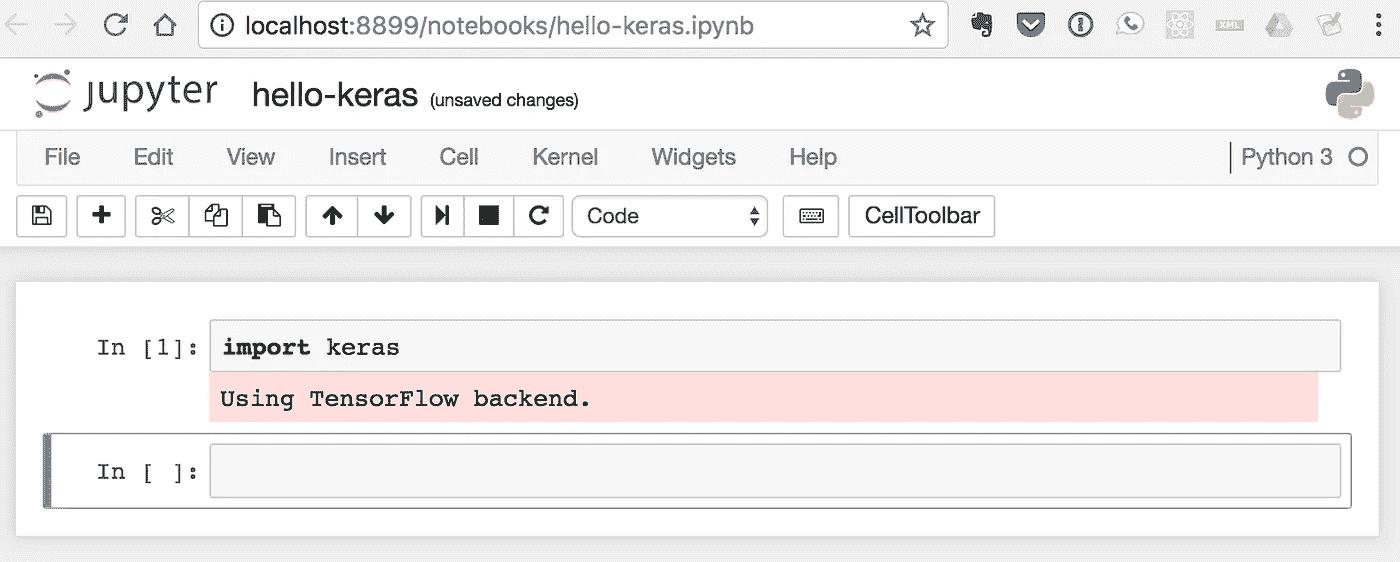 localhost:8899/notebooks/hello-keras.ipynb
XML
jupyter hello-keras (unsaved changes)
File Edit View Insert Cell Kernel Widgets Help Python 3
Code CellToolbar
In [1]: import keras
Using TensorFlow backend.
In [ ]: